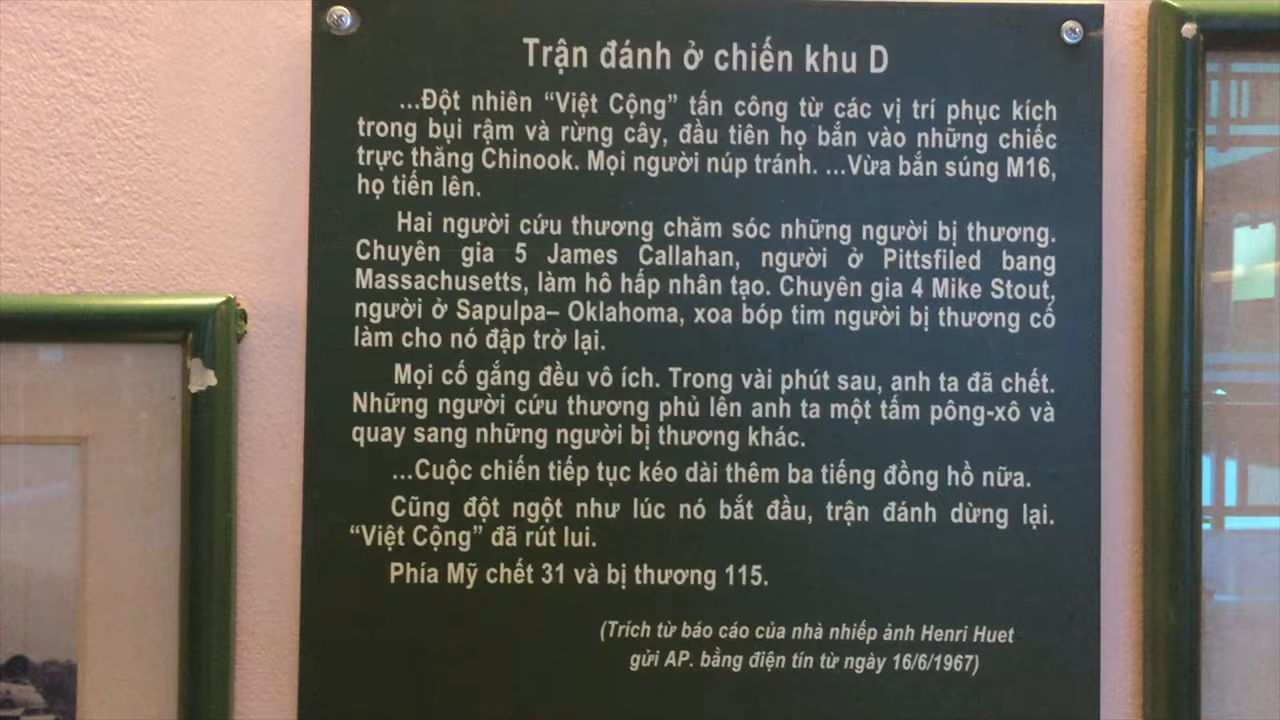 Trận đánh ở chiến khu D
...Đột nhiên “Việt Cộng” tấn công từ các vị trí phục kích
trong bụi rậm và rừng cây, đầu tiên họ bắn vào những chiếc
trực thăng Chinook. Mọi người núp tránh. ...Vừa bắn súng M16,
họ tiến lên.
Hai người cứu thương chăm sóc những người bị thương.
Chuyên gia 5 James Callahan, người ở Pittsfiled bang
Massachusetts, làm hô hấp nhân tạo. Chuyên gia 4 Mike Stout,
người ở Sapulpa– Oklahoma, xoa bóp tim người bị thương cố
làm cho nó đập trở lại.
Mọi cố gắng đều vô ích. Trong vài phút sau, anh ta đã chết.
Những người cứu thương phủ lên anh ta một tấm pông-xô và
quay sang những người bị thương khác.
...Cuộc chiến tiếp tục kéo dài thêm ba tiếng đồng hồ nữa.
Cũng đột ngột như lúc nó bắt đầu, trận đánh dừng lại.
“Việt Cộng” đã rút lui.
Phía Mỹ chết 31 và bị thương 115.
(Trích từ báo cáo của nhà nhiếp ảnh Henri Huet
gửi AP. bằng điện tín từ ngày 16/6/1967)